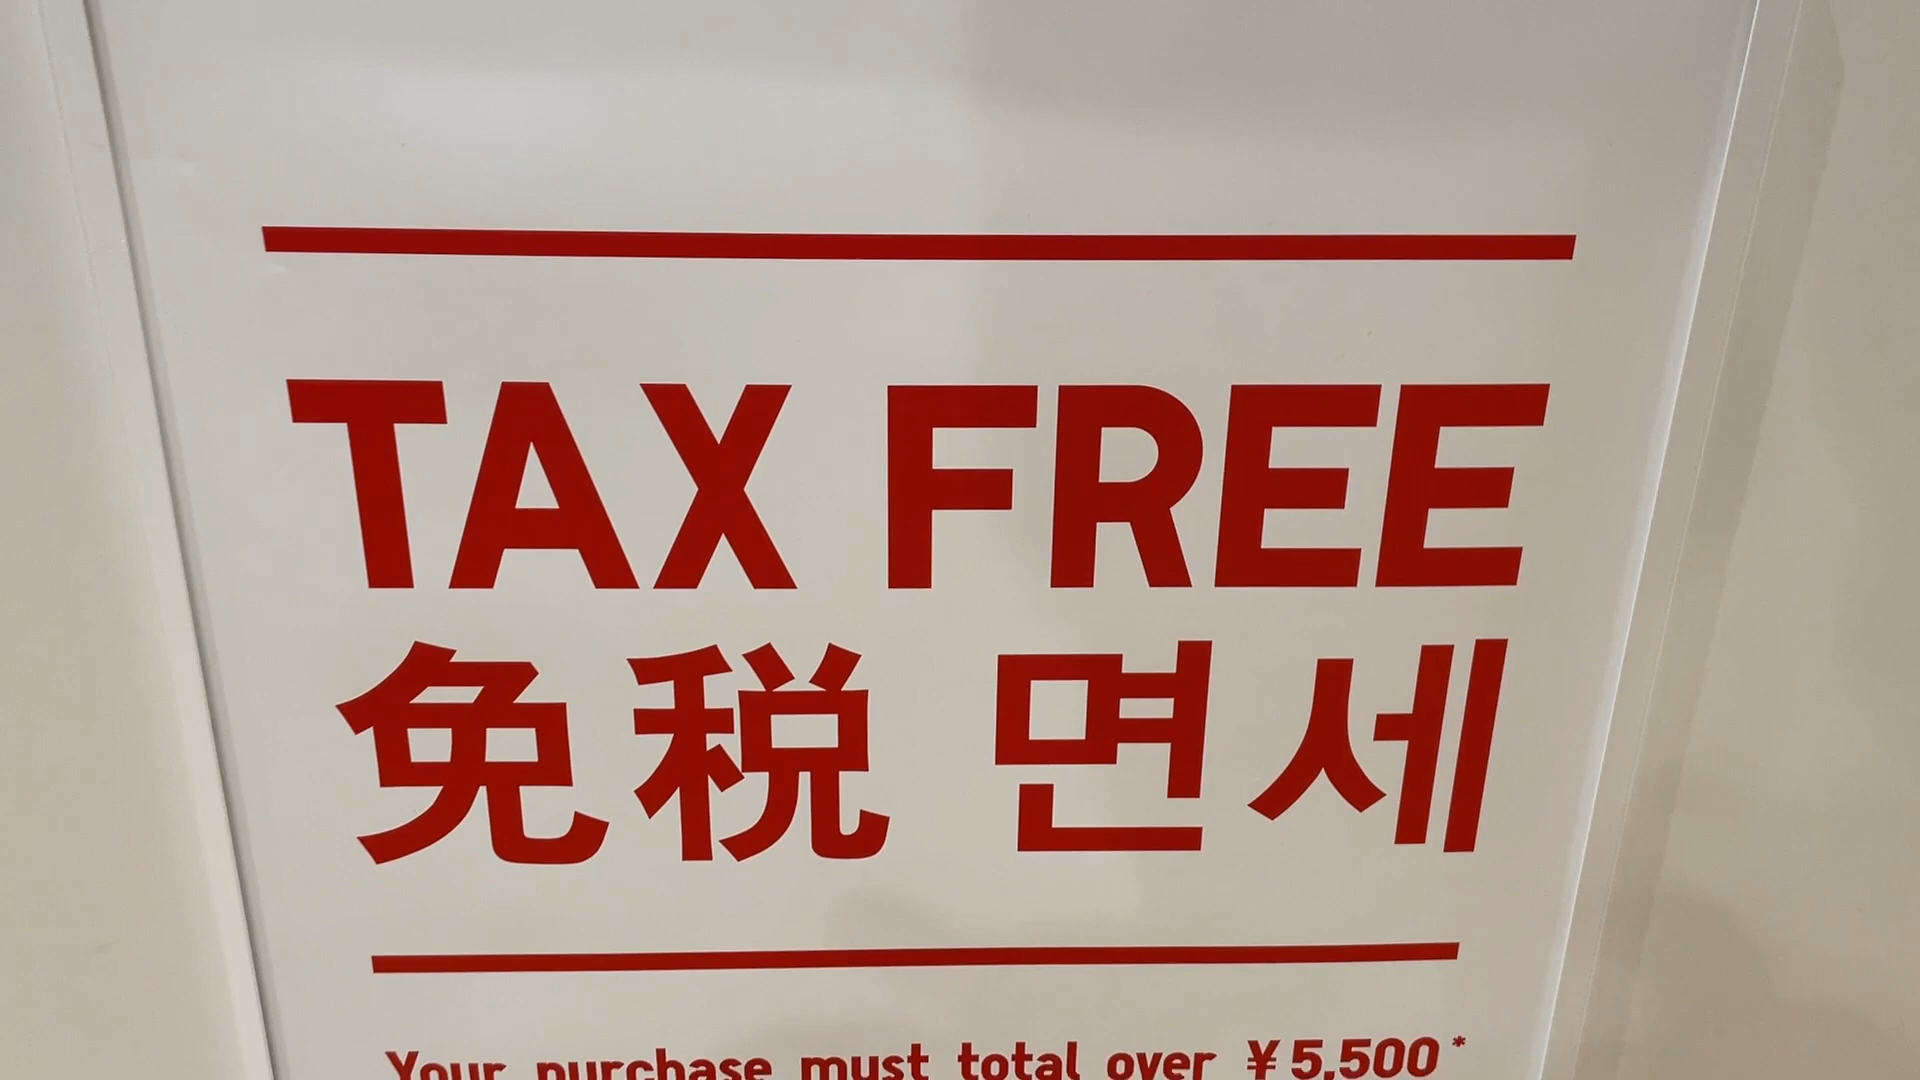 TAX FREE
免税 면세
Your purchase must total over ¥5,500*